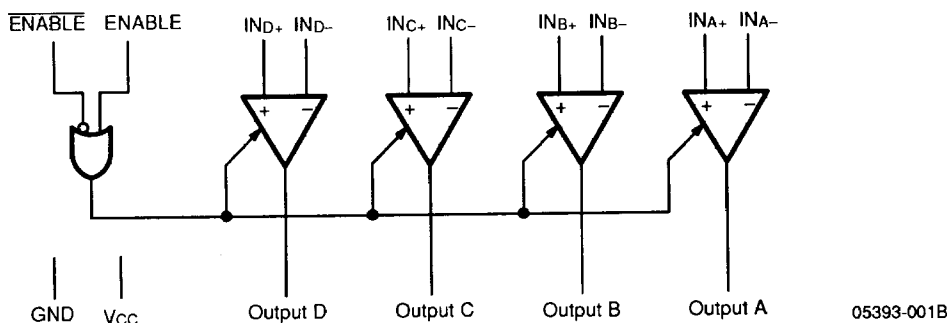 ENABLE ENABLE IND+ IND– INC+ INC– INB+ INB– INA+ INA–
+ – + – + – + –
GND VCC Output D Output C Output B Output A 05393-001B